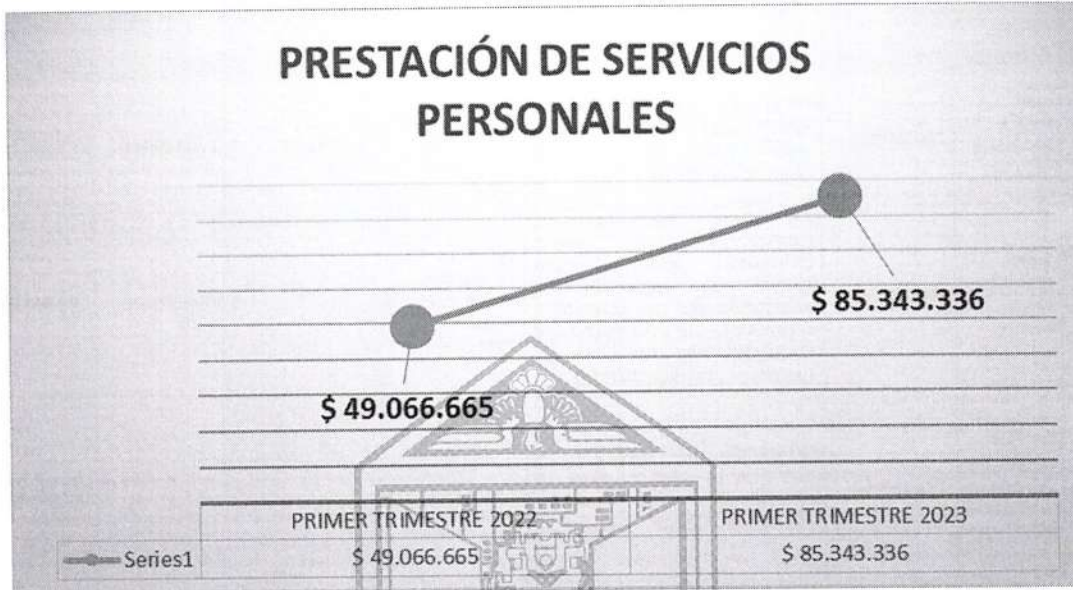 PRESTACIÓN DE SERVICIOS
PERSONALES
$ 85.343.336
$ 49.066.665
PRIMER TRIMESTRE 2022 PRIMER TRIMESTRE 2023
Series1 $ 49.066.665 $ 85.343.336